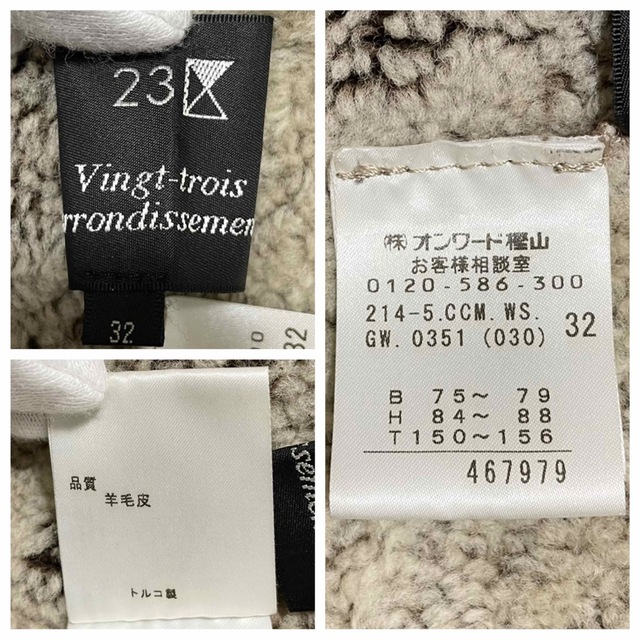 23
Vingt-trois
rrondissemen
32
32
(株)オンワード樫山
お客様相談室
0120-586-300
214-5.CCM.WS.
GW.0351 (030) 32
B 75～ 79
H 84～ 88
T 150～156
467979
品質
羊毛皮
トルコ製